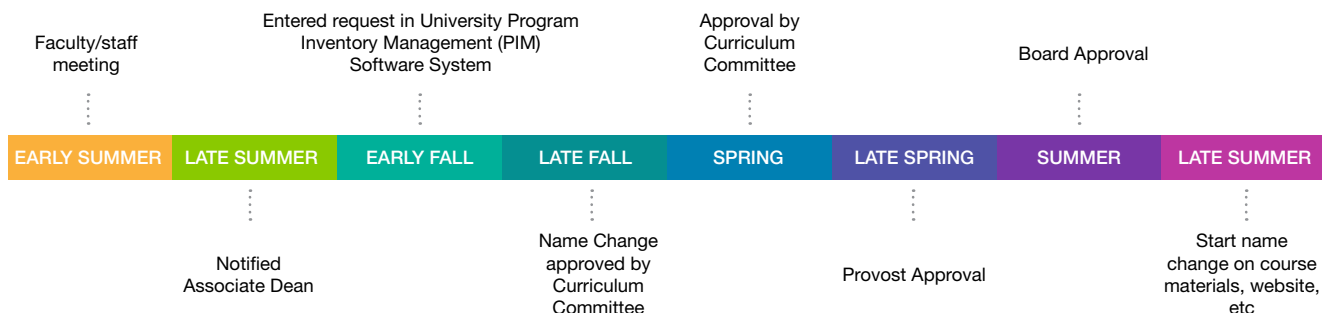 Faculty/staff
meeting
Entered request in University Program
Inventory Management (PIM)
Software System
Approval by
Curriculum
Committee
Board Approval
EARLY SUMMER
LATE SUMMER
EARLY FALL
LATE FALL
SPRING
LATE SPRING
SUMMER
LATE SUMMER
Notified
Associate Dean
Name Change
approved by
Curriculum
Committee
Provost Approval
Start name
change on course
materials, website,
etc